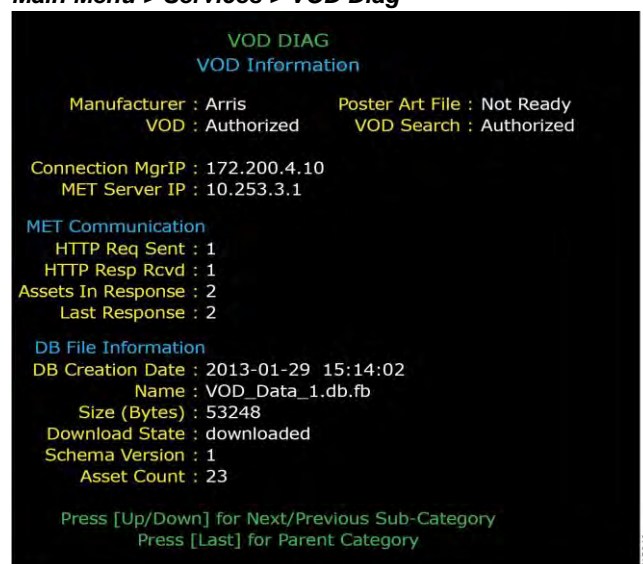 Main Menu > Services > VOD Diag
VOD DIAG
VOD Information
Manufacturer : Arris Poster Art File : Not Ready
VOD : Authorized VOD Search : Authorized
Connection MgrIP : 172.200.4.10
MET Server IP : 10.253.3.1
MET Communication
HTTP Req Sent : 1
HTTP Resp Rcvd : 1
Assets In Response : 2
Last Response : 2
DB File Information
DB Creation Date : 2013-01-29 15:14:02
Name : VOD_Data_1.db.fb
Size (Bytes) : 53248
Download State : downloaded
Schema Version : 1
Asset Count : 23
Press [Up/Down] for Next/Previous Sub-Category
Press [Last] for Parent Category